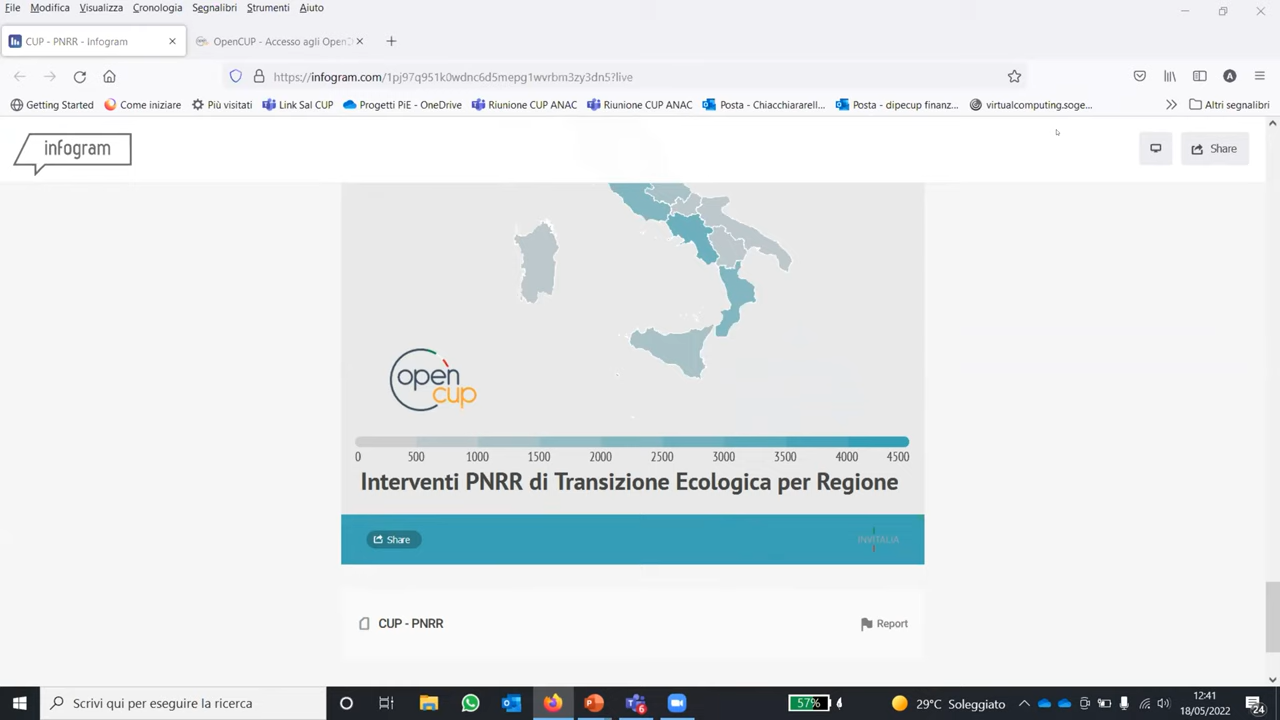 File Modifica Visualizza Cronologia Segnalibri Strumenti Aiuto
CUP - PNRR - Infogram
OpenCUP - Accesso agli Open
https://infogram.com/1pj97q951k0wdnc6d5mepg1wvrbm3zy3dn5?live
Getting Started Come iniziare Più visitati Link Sal CUP Progetti PiE - OneDrive Riunione CUP ANAC Riunione CUP ANAC Posta - Chiacchiararell... Posta - dipecup finanz... virtualcomputing.soge... Altri segnalibri
infogram
Share
opencup
0 500 1000 1500 2000 2500 3000 3500 4000 4500
Interventi PNRR di Transizione Ecologica per Regione
Share
INVITALIA
CUP - PNRR
Report
Scrivi qui per eseguire la ricerca
57%
29°C Soleggiato
12:41
18/05/2022
24